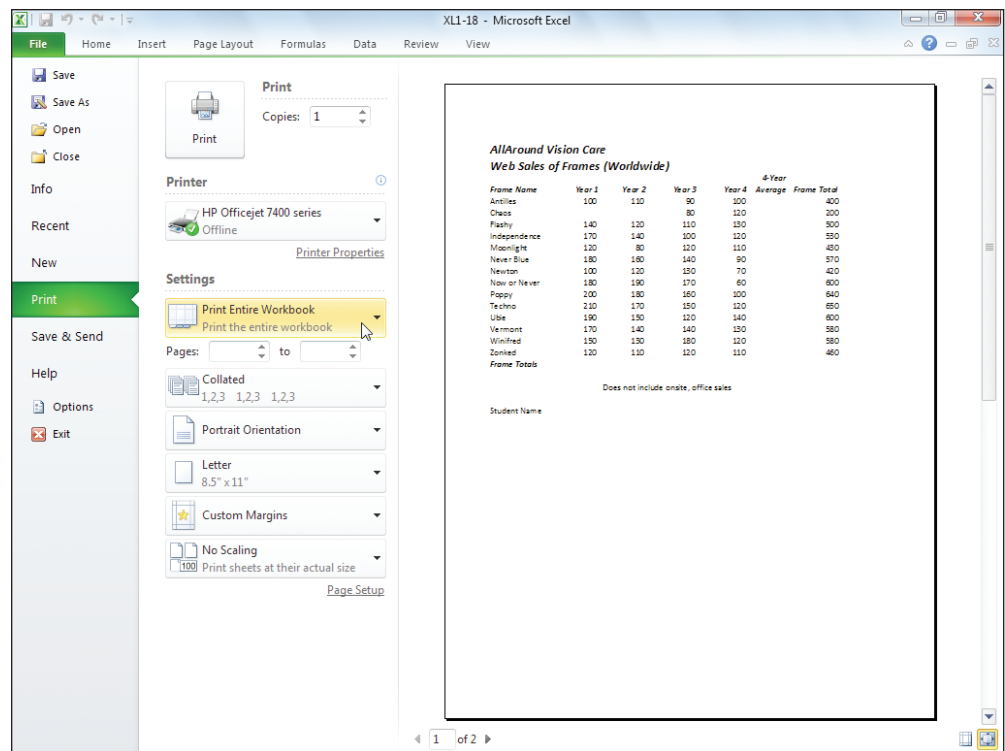 XL1-18 - Microsoft Excel
File Home Insert Page Layout Formulas Data Review View
Save
Save As
Open
Close
Info
Recent
New
Print
Save & Send
Help
Options
Exit
Print
Print
Copies: 1
Printer
HP Officejet 7400 series
Offline
Printer Properties
Settings
Print Entire Workbook
Print the entire workbook
Pages: to
Collated
1,2,3 1,2,3 1,2,3
Portrait Orientation
Letter
8.5" x 11"
Custom Margins
No Scaling
100 Print sheets at their actual size
Page Setup
AllAround Vision Care
Web Sales of Frames (Worldwide)
4-Year
Frame Name Year 1 Year 2 Year 3 Year 4 Average Frame Total
Antilles 100 110 90 100 400
Chaos 80 120 200
Flashy 140 120 110 130 500
Independence 170 140 100 120 530
Moonlight 120 80 120 110 430
Never Blue 180 160 140 90 570
Newton 100 120 130 70 420
Now or Never 180 190 170 60 600
Poppy 200 180 160 100 640
Techno 210 170 150 120 650
Ubie 190 150 120 140 600
Vermont 170 140 140 130 580
Winifred 150 130 180 120 580
Zonked 120 110 120 110 460
Frame Totals
Does not include onsite, office sales
Student Name
1 of 2